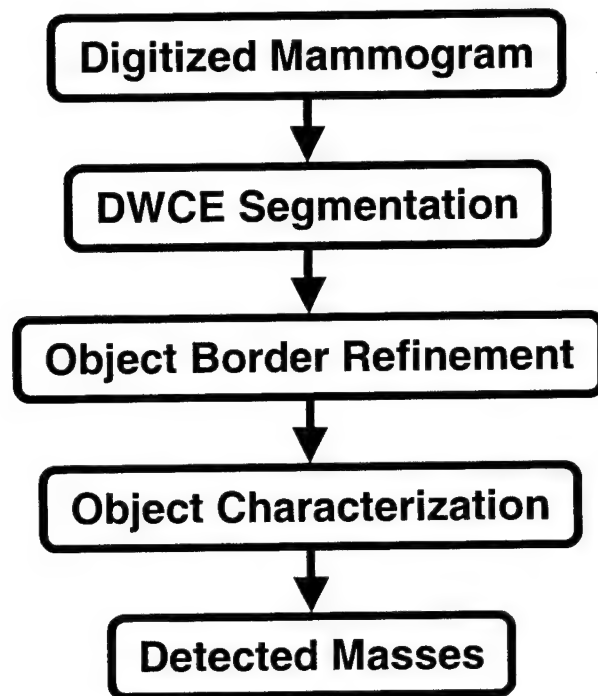 Digitized Mammogram
DWCE Segmentation
Object Border Refinement
Object Characterization
Detected Masses